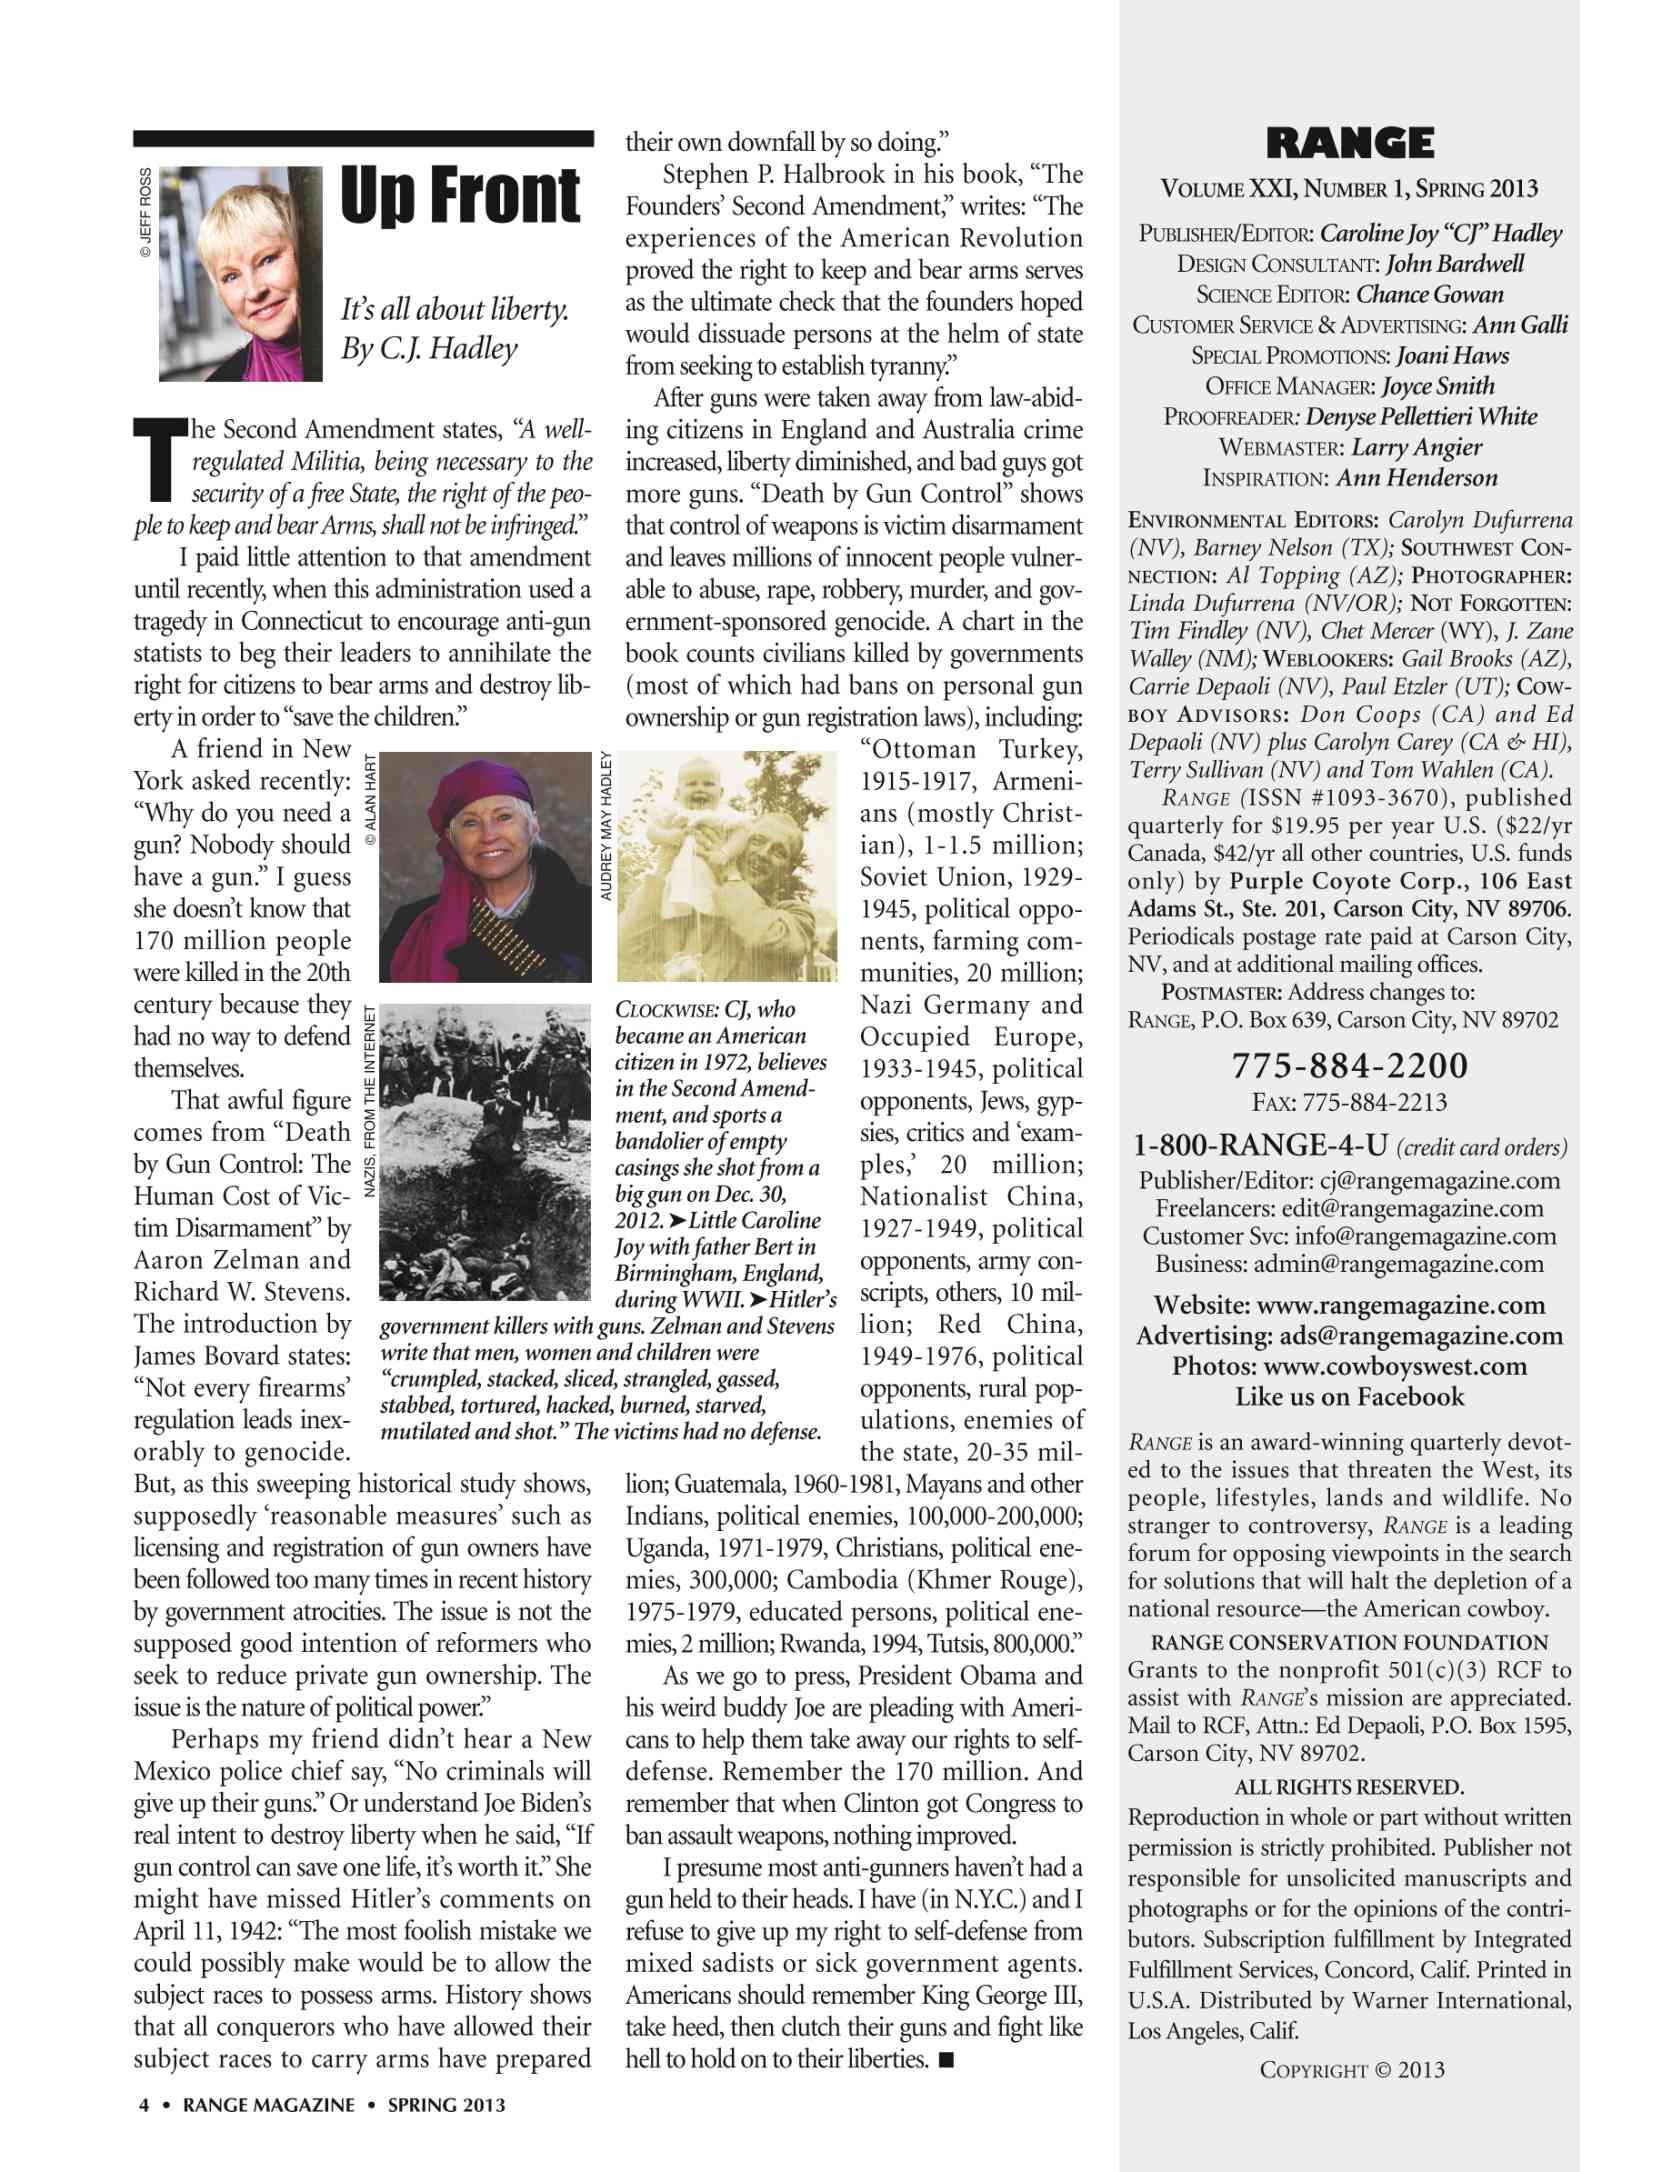 © JEFF ROSS
Up Front
It’s all about liberty.
By C.J. Hadley
The Second Amendment states, “A well-
regulated Militia, being necessary to the
security of a free State, the right of the peo-
ple to keep and bear Arms, shall not be infringed.”
I paid little attention to that amendment
until recently, when this administration used a
tragedy in Connecticut to encourage anti-gun
statists to beg their leaders to annihilate the
right for citizens to bear arms and destroy lib-
erty in order to “save the children.”
A friend in New
York asked recently:
“Why do you need a
gun? Nobody should
have a gun.” I guess
she doesn’t know that
170 million people
were killed in the 20th
century because they
had no way to defend
themselves.
That awful figure
comes from “Death
by Gun Control: The
Human Cost of Vic-
tim Disarmament” by
Aaron Zelman and
Richard W. Stevens.
The introduction by
James Bovard states:
“Not every firearms’
regulation leads inex-
orably to genocide.
But, as this sweeping historical study shows,
supposedly ‘reasonable measures’ such as
licensing and registration of gun owners have
been followed too many times in recent history
by government atrocities. The issue is not the
supposed good intention of reformers who
seek to reduce private gun ownership. The
issue is the nature of political power.”
Perhaps my friend didn’t hear a New
Mexico police chief say, “No criminals will
give up their guns.” Or understand Joe Biden’s
real intent to destroy liberty when he said, “If
gun control can save one life, it’s worth it.” She
might have missed Hitler’s comments on
April 11, 1942: “The most foolish mistake we
could possibly make would be to allow the
subject races to possess arms. History shows
that all conquerors who have allowed their
subject races to carry arms have prepared
their own downfall by so doing.”
Stephen P. Halbrook in his book, “The
Founders’ Second Amendment,” writes: “The
experiences of the American Revolution
proved the right to keep and bear arms serves
as the ultimate check that the founders hoped
would dissuade persons at the helm of state
from seeking to establish tyranny.”
After guns were taken away from law-abid-
ing citizens in England and Australia crime
increased, liberty diminished, and bad guys got
more guns. “Death by Gun Control” shows
that control of weapons is victim disarmament
and leaves millions of innocent people vulner-
able to abuse, rape, robbery, murder, and gov-
ernment-sponsored genocide. A chart in the
book counts civilians killed by governments
(most of which had bans on personal gun
ownership or gun registration laws), including:
“Ottoman Turkey,
1915-1917, Armeni-
ans (mostly Christ-
ian), 1-1.5 million;
Soviet Union, 1929-
1945, political oppo-
nents, farming com-
munities, 20 million;
Nazi Germany and
Occupied Europe,
1933-1945, political
opponents, Jews, gyp-
sies, critics and ‘exam-
ples,’ 20 million;
Nationalist China,
1927-1949, political
opponents, army con-
scripts, others, 10 mil-
lion; Red China,
1949-1976, political
opponents, rural pop-
ulations, enemies of
the state, 20-35 mil-
lion; Guatemala, 1960-1981, Mayans and other
Indians, political enemies, 100,000-200,000;
Uganda, 1971-1979, Christians, political ene-
mies, 300,000; Cambodia (Khmer Rouge),
1975-1979, educated persons, political ene-
mies, 2 million; Rwanda, 1994, Tutsis, 800,000.”
As we go to press, President Obama and
his weird buddy Joe are pleading with Ameri-
cans to help them take away our rights to self-
defense. Remember the 170 million. And
remember that when Clinton got Congress to
ban assault weapons, nothing improved.
I presume most anti-gunners haven’t had a
gun held to their heads. I have (in N.Y.C.) and I
refuse to give up my right to self-defense from
mixed sadists or sick government agents.
Americans should remember King George III,
take heed, then clutch their guns and fight like
hell to hold on to their liberties. ■
© ALAN HART
AUDREY MAY HADLEY
NAZIS, FROM THE INTERNET
CLOCKWISE: CJ, who
became an American
citizen in 1972, believes
in the Second Amend-
ment, and sports a
bandolier of empty
casings she shot from a
big gun on Dec. 30,
2012. ➤Little Caroline
Joy with father Bert in
Birmingham, England,
during WWII. ➤Hitler’s
government killers with guns. Zelman and Stevens
write that men, women and children were
“crumpled, stacked, sliced, strangled, gassed,
stabbed, tortured, hacked, burned, starved,
mutilated and shot.” The victims had no defense.
RANGE
VOLUME XXI, NUMBER 1, SPRING 2013
PUBLISHER/EDITOR: Caroline Joy “CJ” Hadley
DESIGN CONSULTANT: John Bardwell
SCIENCE EDITOR: Chance Gowan
CUSTOMER SERVICE & ADVERTISING: Ann Galli
SPECIAL PROMOTIONS: Joani Haws
OFFICE MANAGER: Joyce Smith
PROOFREADER: Denyse Pellettieri White
WEBMASTER: Larry Angier
INSPIRATION: Ann Henderson
ENVIRONMENTAL EDITORS: Carolyn Dufurrena
(NV), Barney Nelson (TX); SOUTHWEST CON-
NECTION: Al Topping (AZ); PHOTOGRAPHER:
Linda Dufurrena (NV/OR); NOT FORGOTTEN:
Tim Findley (NV), Chet Mercer (WY), J. Zane
Walley (NM); WEBLOOKERS: Gail Brooks (AZ),
Carrie Depaoli (NV), Paul Etzler (UT); COW-
BOY ADVISORS: Don Coops (CA) and Ed
Depaoli (NV) plus Carolyn Carey (CA & HI),
Terry Sullivan (NV) and Tom Wahlen (CA).
RANGE (ISSN #1093-3670), published
quarterly for $19.95 per year U.S. ($22/yr
Canada, $42/yr all other countries, U.S. funds
only) by Purple Coyote Corp., 106 East
Adams St., Ste. 201, Carson City, NV 89706.
Periodicals postage rate paid at Carson City,
NV, and at additional mailing offices.
POSTMASTER: Address changes to:
RANGE, P.O. Box 639, Carson City, NV 89702
775-884-2200
FAX: 775-884-2213
1-800-RANGE-4-U (credit card orders)
Publisher/Editor: cj@rangemagazine.com
Freelancers: edit@rangemagazine.com
Customer Svc: info@rangemagazine.com
Business: admin@rangemagazine.com
Website: www.rangemagazine.com
Advertising: ads@rangemagazine.com
Photos: www.cowboyswest.com
Like us on Facebook
RANGE is an award-winning quarterly devot-
ed to the issues that threaten the West, its
people, lifestyles, lands and wildlife. No
stranger to controversy, RANGE is a leading
forum for opposing viewpoints in the search
for solutions that will halt the depletion of a
national resource—the American cowboy.
RANGE CONSERVATION FOUNDATION
Grants to the nonprofit 501(c)(3) RCF to
assist with RANGE’s mission are appreciated.
Mail to RCF, Attn.: Ed Depaoli, P.O. Box 1595,
Carson City, NV 89702.
ALL RIGHTS RESERVED.
Reproduction in whole or part without written
permission is strictly prohibited. Publisher not
responsible for unsolicited manuscripts and
photographs or for the opinions of the contri-
butors. Subscription fulfillment by Integrated
Fulfillment Services, Concord, Calif. Printed in
U.S.A. Distributed by Warner International,
Los Angeles, Calif.
COPYRIGHT © 2013
4 • RANGE MAGAZINE • SPRING 2013